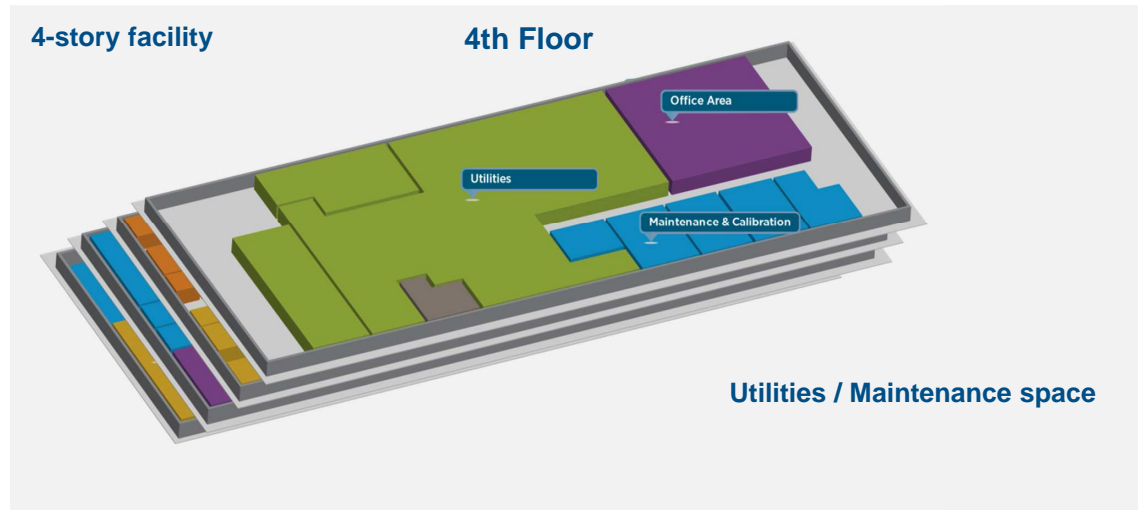 4-story facility
4th Floor
Office Area
Utilities
Maintenance & Calibration
Utilities / Maintenance space